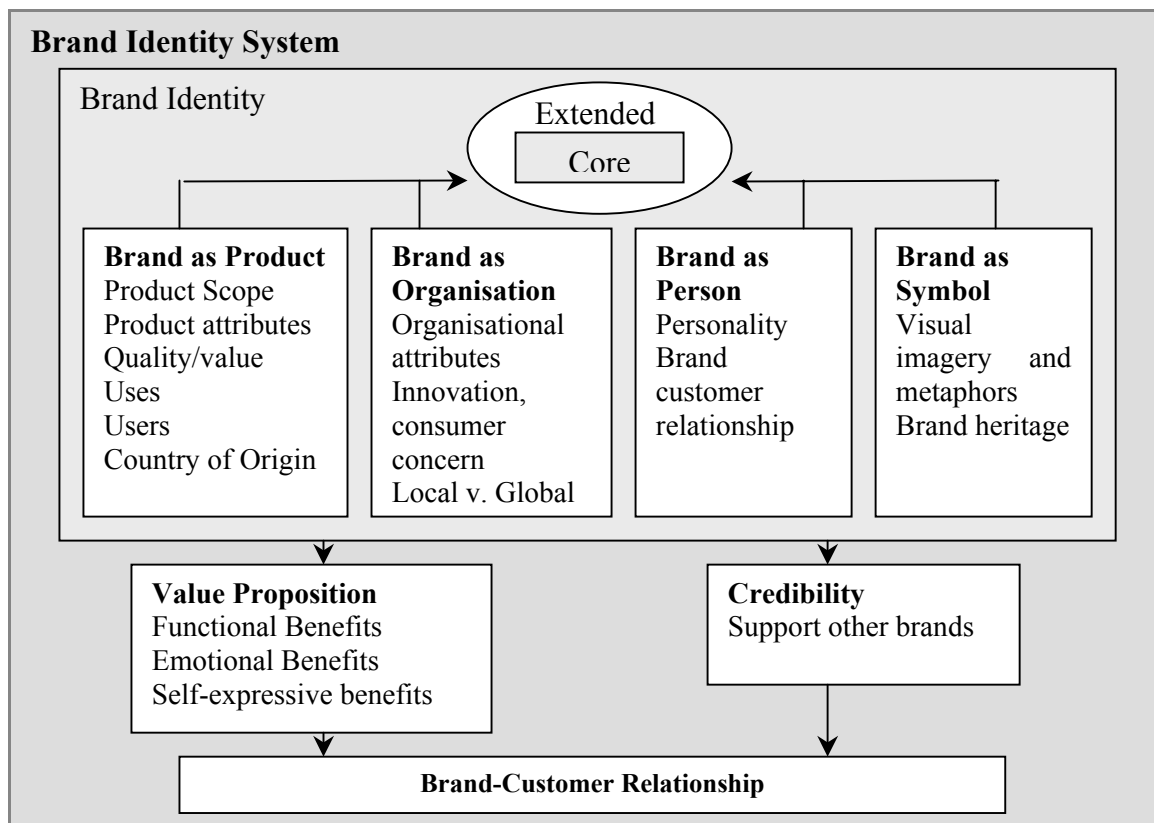 Brand Identity System
Brand Identity
Extended
Core
Brand as Product
Product Scope
Product attributes
Quality/value
Uses
Users
Country of Origin
Brand as
Organisation
Organisational
attributes
Innovation,
consumer
concern
Local v. Global
Brand as
Person
Personality
Brand
customer
relationship
Brand as
Symbol
Visual
imagery and
metaphors
Brand heritage
Value Proposition
Functional Benefits
Emotional Benefits
Self-expressive benefits
Credibility
Support other brands
Brand-Customer Relationship